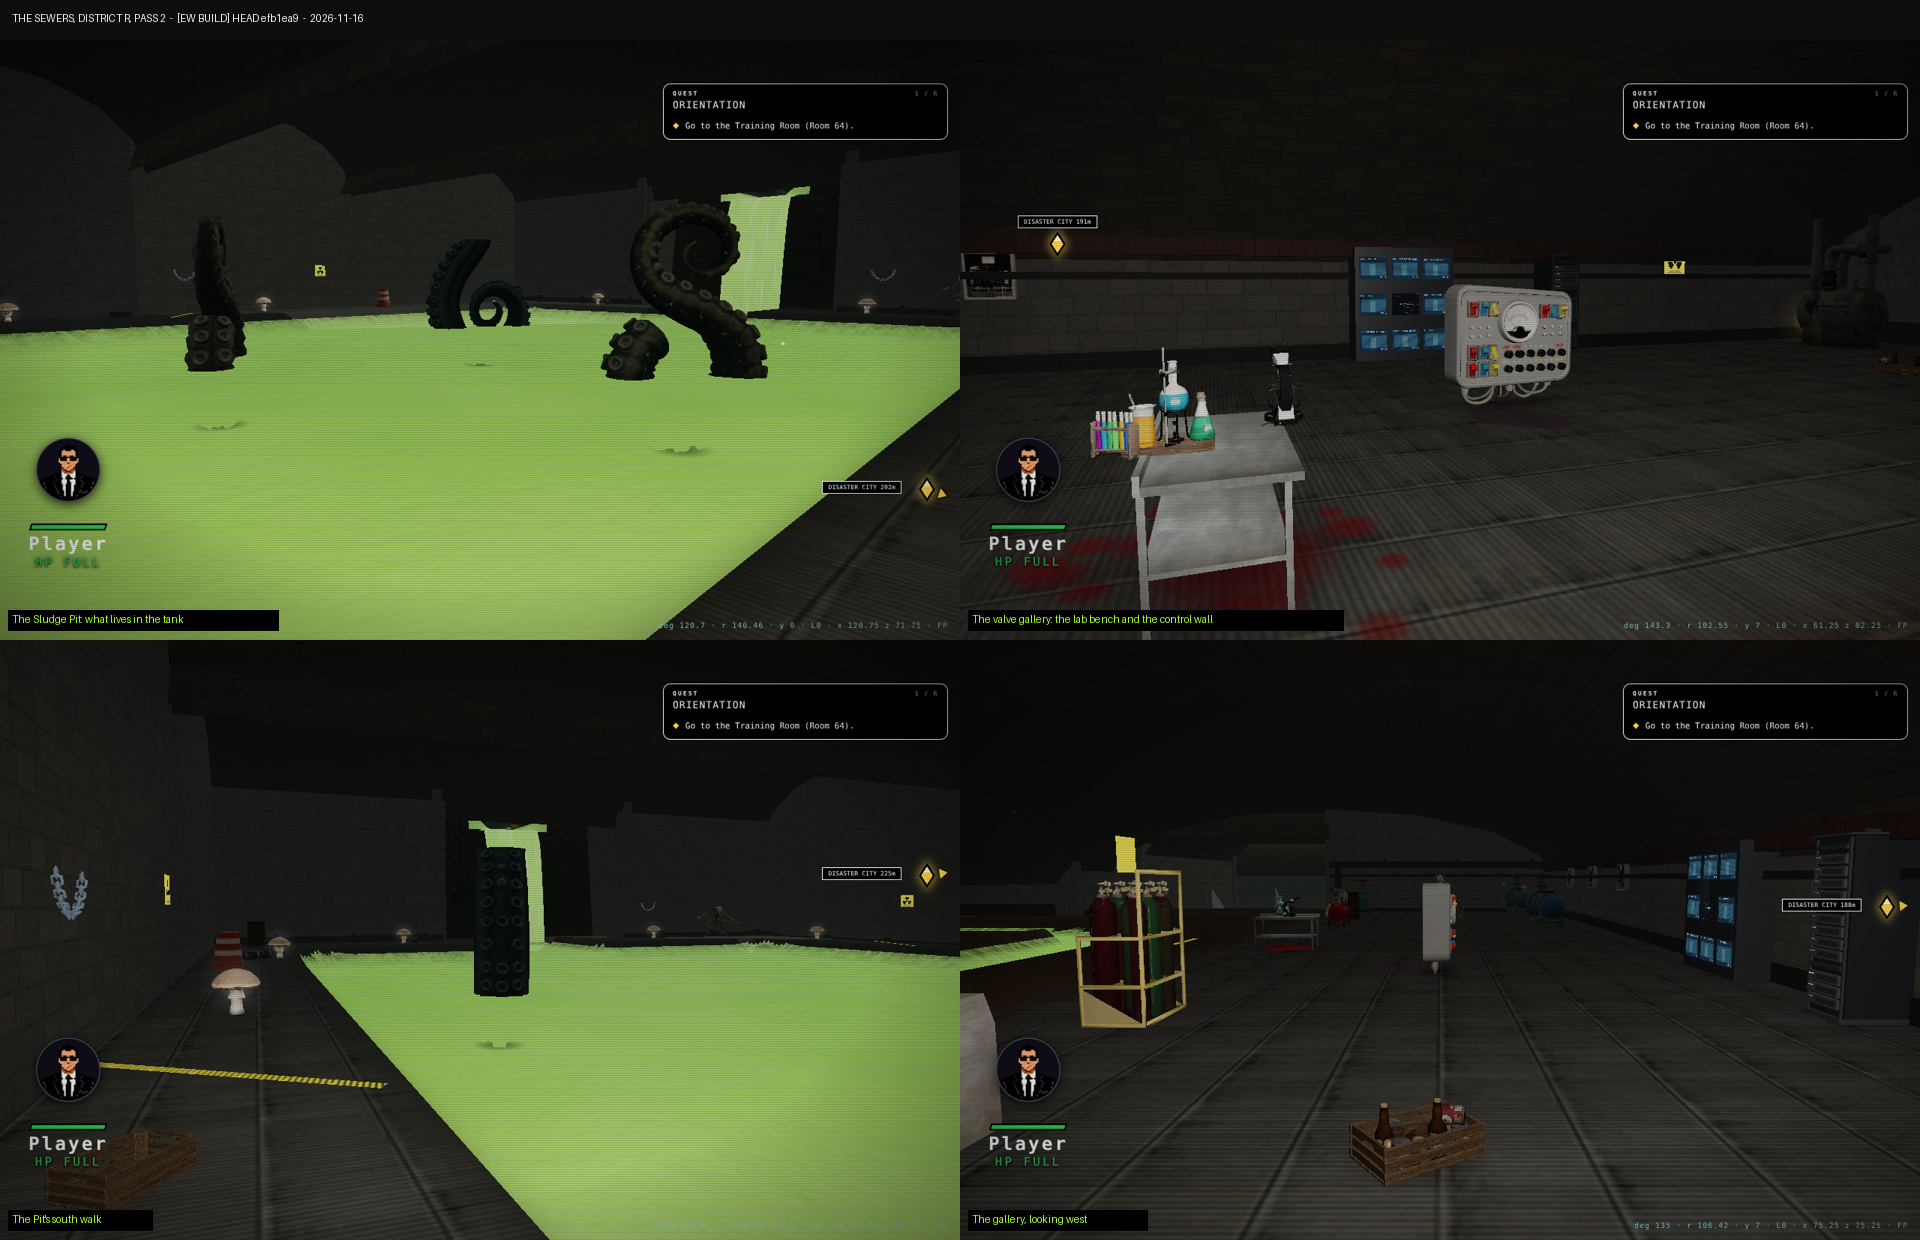 THE SEWERS, DISTRICT R, PASS 2 - [EW BUILD] HEAD efb1ea9 - 2026-11-16
QUEST
1 / 6
ORIENTATION
◆ Go to the Training Room (Room 64).
DISASTER CITY 202m
Player
HP FULL
The Sludge Pit: what lives in the tank
deg 120.7 · r 140.46 · y 0 · L0 · x 120.75 z 71.75 · FP
QUEST
1 / 6
ORIENTATION
◆ Go to the Training Room (Room 64).
DISASTER CITY 191m
Player
HP FULL
The valve gallery: the lab bench and the control wall
deg 143.3 · r 102.55 · y 7 · L0 · x 61.25 z 82.25 · FP
QUEST
1 / 6
ORIENTATION
◆ Go to the Training Room (Room 64).
DISASTER CITY 225m
Player
HP FULL
The Pit's south walk
QUEST
1 / 6
ORIENTATION
◆ Go to the Training Room (Room 64).
DISASTER CITY 188m
Player
HP FULL
The gallery, looking west
deg 135 · r 106.42 · y 7 · L0 · x 75.25 z 75.25 · FP